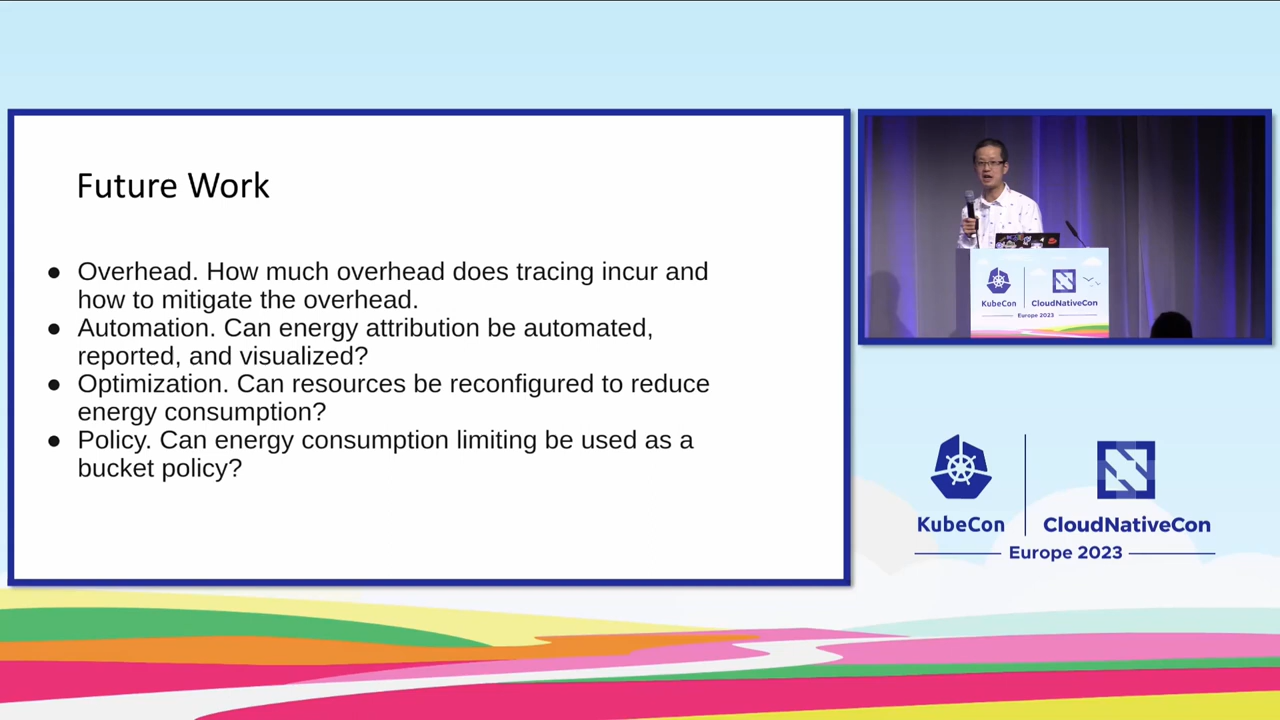 Future Work
● Overhead. How much overhead does tracing incur and
how to mitigate the overhead.
● Automation. Can energy attribution be automated,
reported, and visualized?
● Optimization. Can resources be reconfigured to reduce
energy consumption?
● Policy. Can energy consumption limiting be used as a
bucket policy?
KubeCon
CloudNativeCon
Europe 2023
KubeCon
CloudNativeCon
Europe 2023